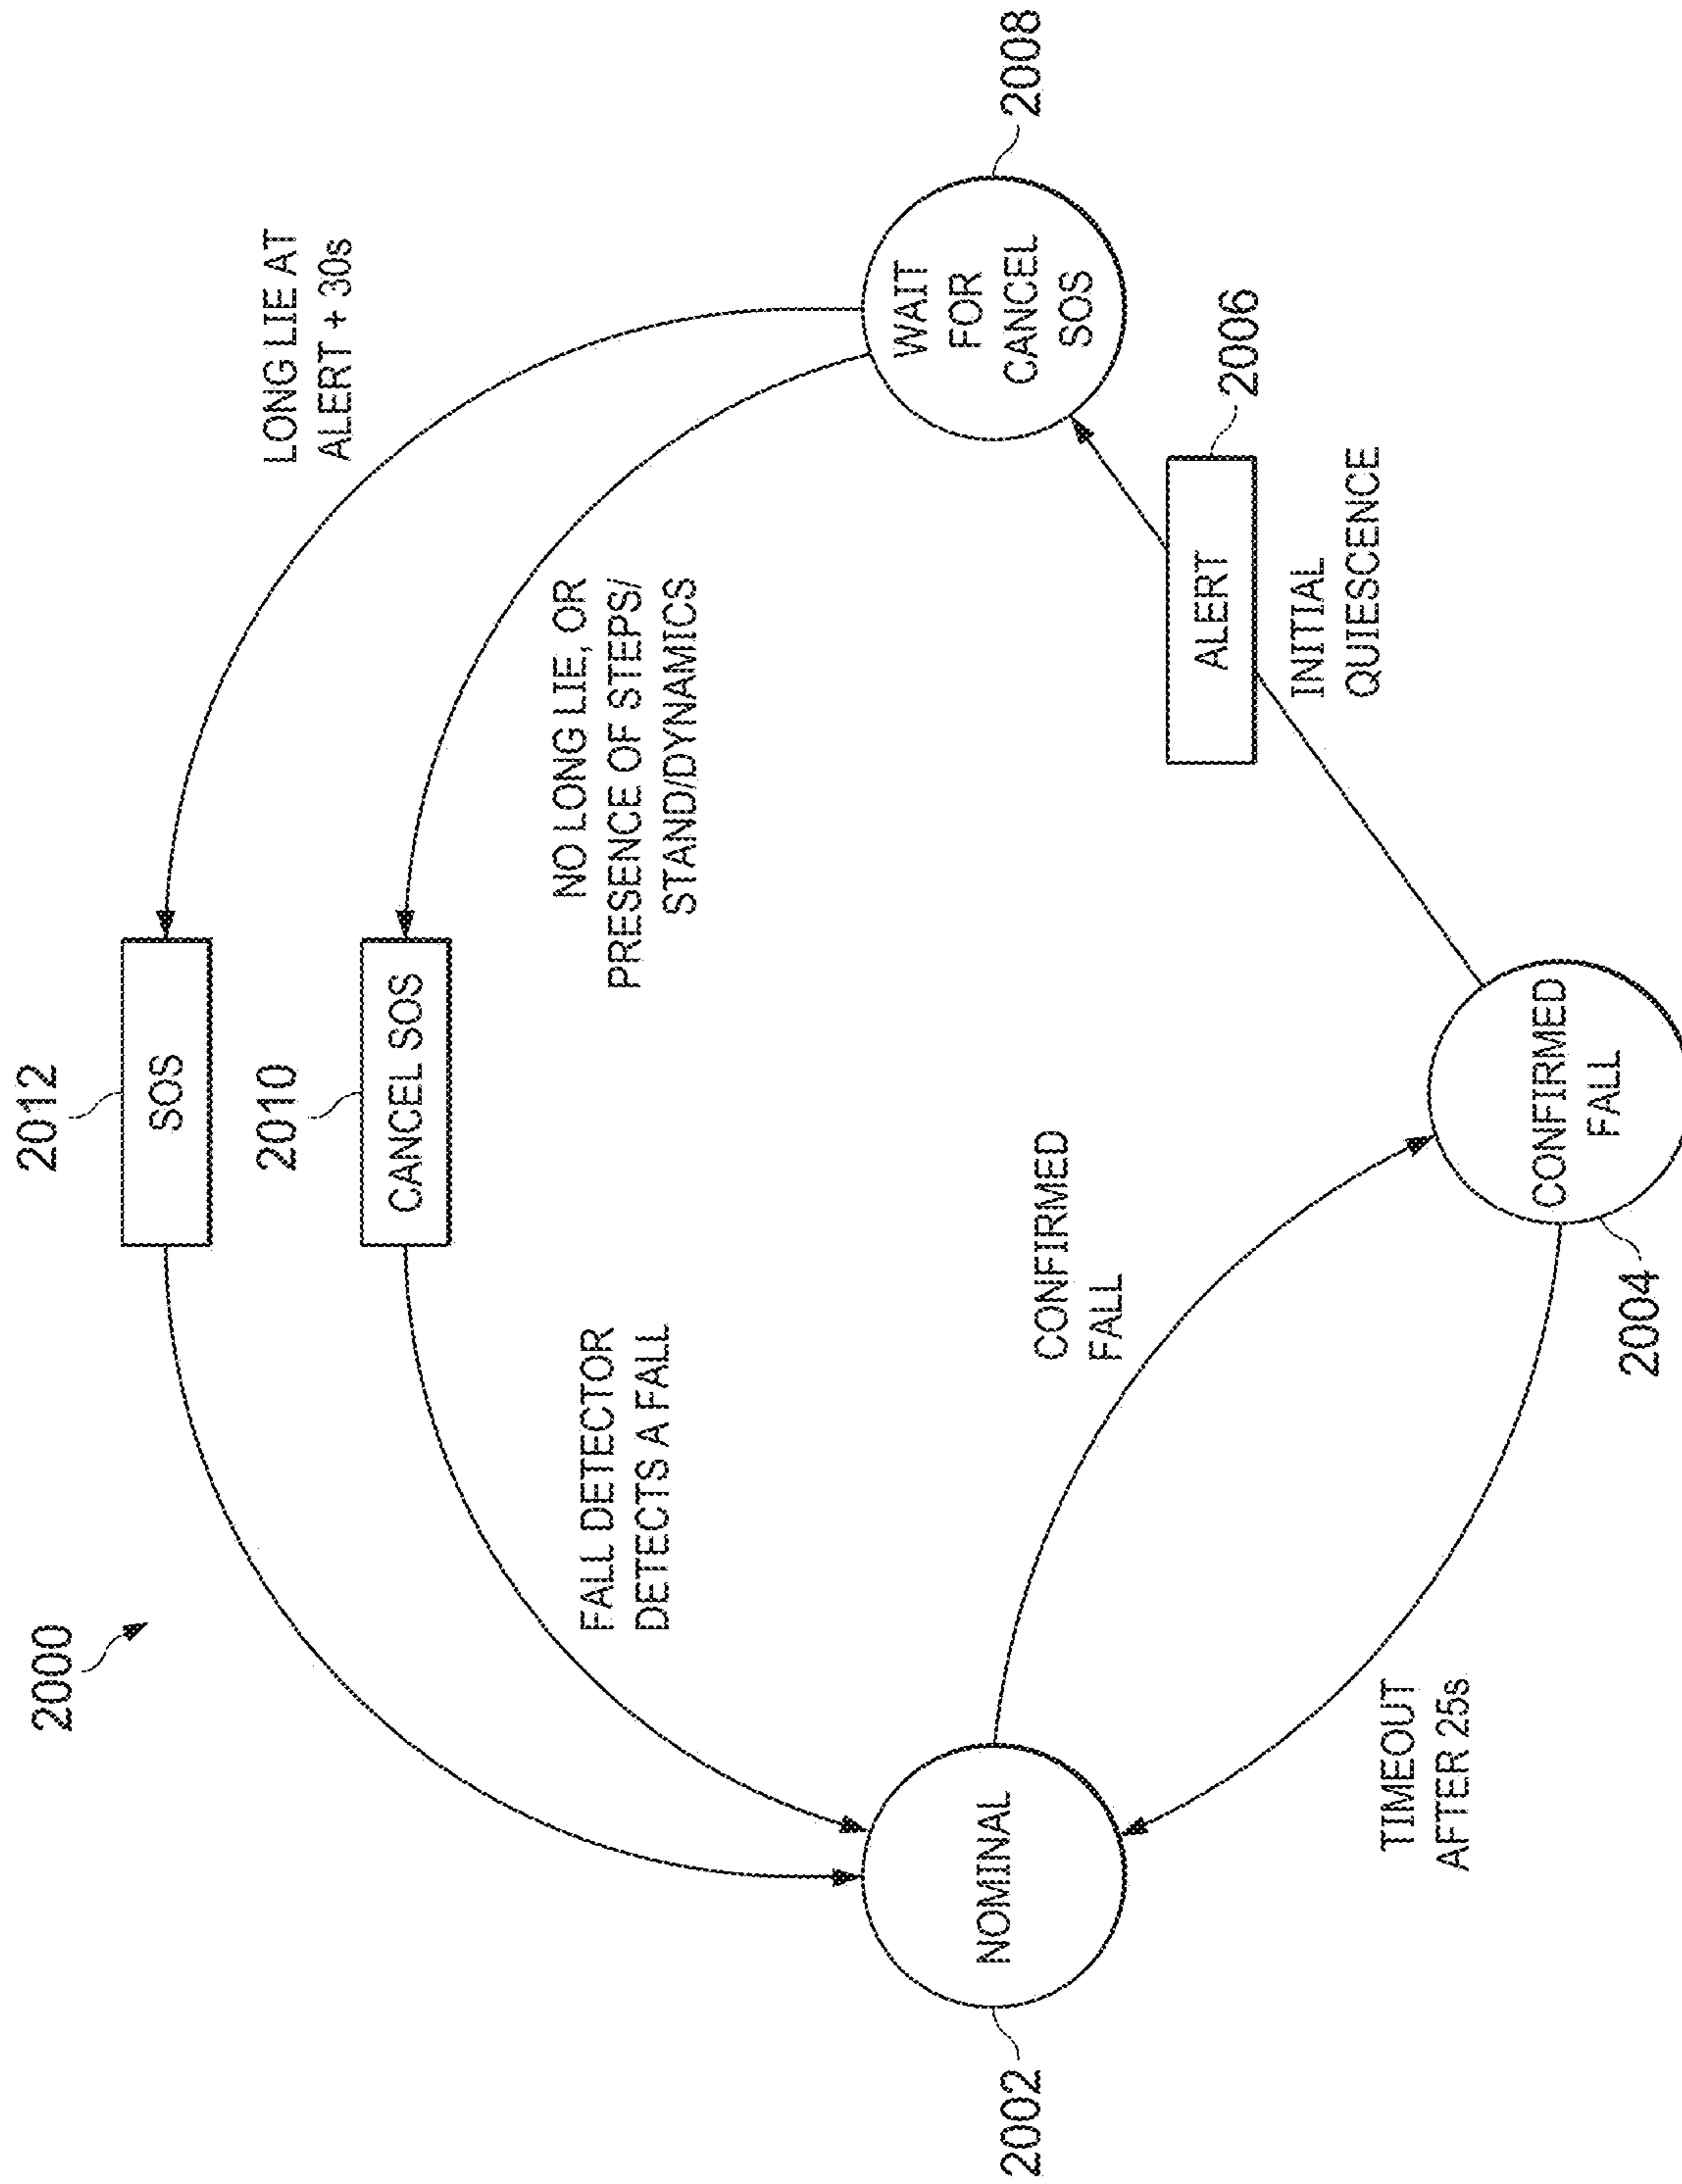 2000
2012
SOS
2010
CANCEL SOS
LONG LIE AT
ALERT + 30s
NO LONG LIE, OR
PRESENCE OF STEPS/
STAND/DYNAMICS
FALL DETECTOR
DETECTS A FALL
2002
NOMINAL
WAIT
FOR
CANCEL
SOS
2008
CONFIRMED
FALL
ALERT
2006
INITIAL
QUIESCENCE
TIMEOUT
AFTER 25s
CONFIRMED
FALL
2004